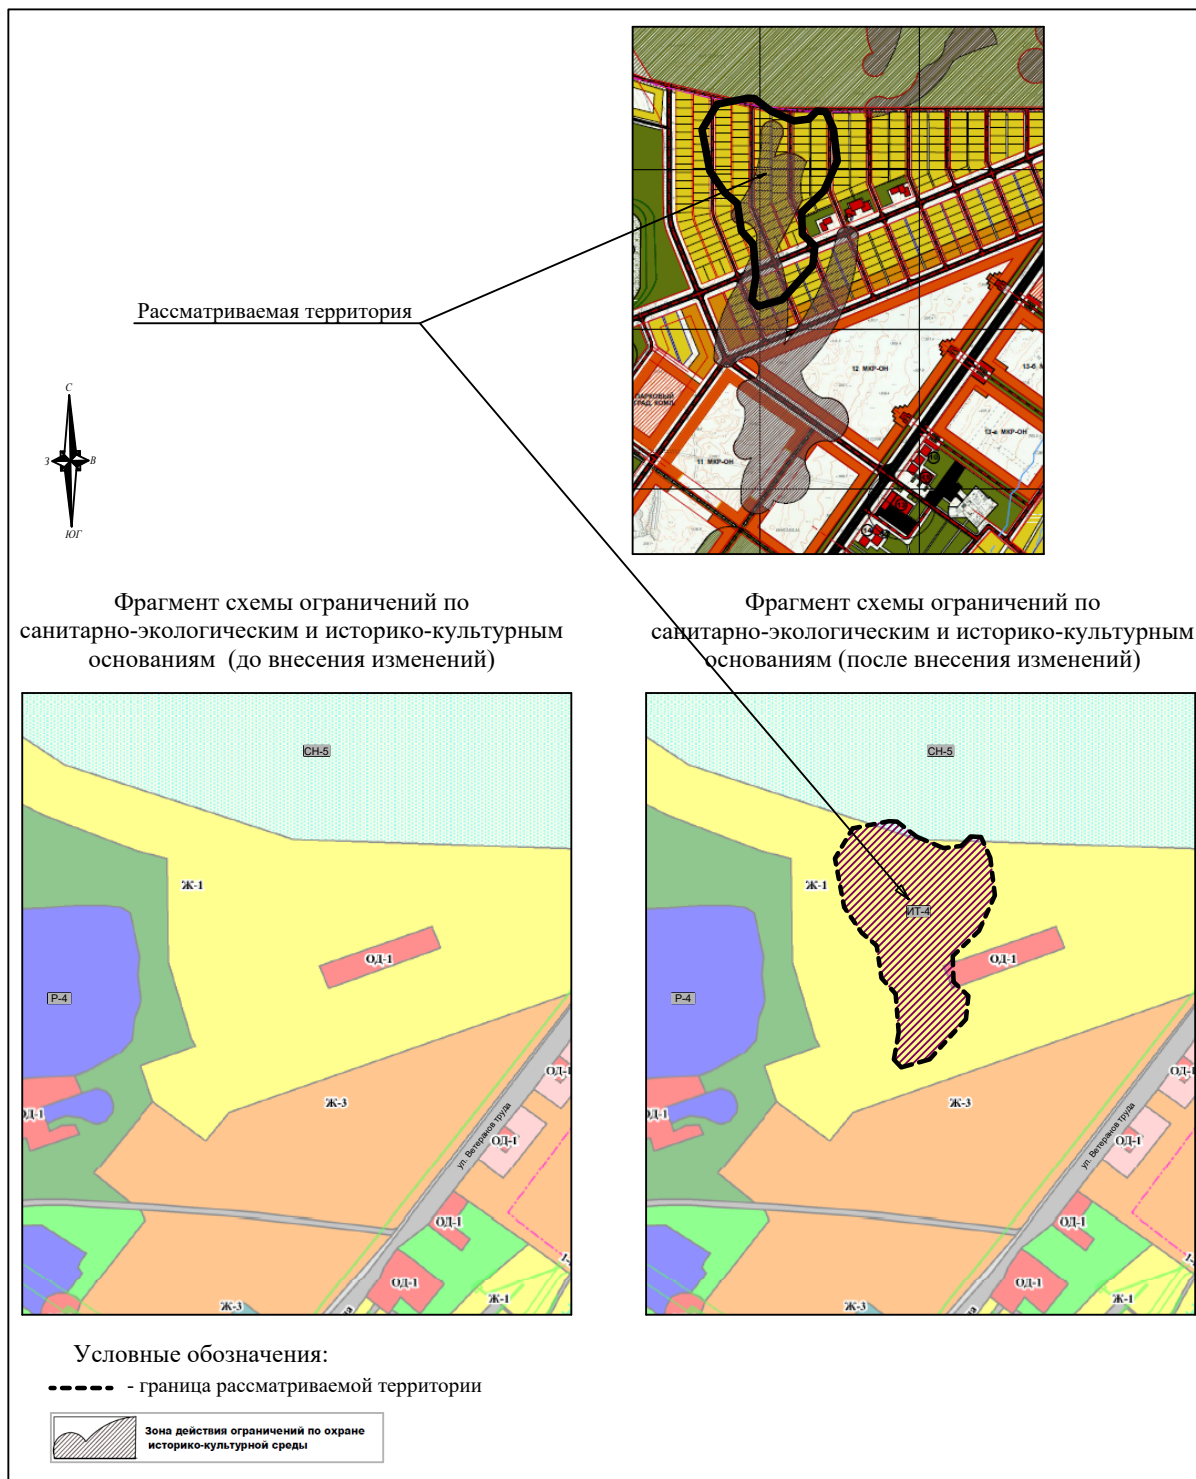 12 МКР-ОН
13-б М
ПАРКОВЫЙ
ГРАД. КОМП.
13-а МКР-ОН
11 МКР-ОН
Рассматриваемая территория
С
З
В
ЮГ
Фрагмент схемы ограничений по
санитарно-экологическим и историко-культурным
основаниям (до внесения изменений)
Фрагмент схемы ограничений по
санитарно-экологическим и историко-культурным
основаниям (после внесения изменений)
СН-5
Ж-1
ОД-1
Р-4
ОД-1
Ж-3
ул. Ветеранов труда
ОД-1
ОД-1
ОД-1
ОД-1
Ж-1
Ж-3
СН-5
Ж-1
ИТ-4
ОД-1
Р-4
ОД-1
Ж-3
ул. Ветеранов труда
ОД-1
ОД-1
ОД-1
ОД-1
Ж-1
Ж-3
Условные обозначения:
- граница рассматриваемой территории
Зона действия ограничений по охране
историко-культурной среды